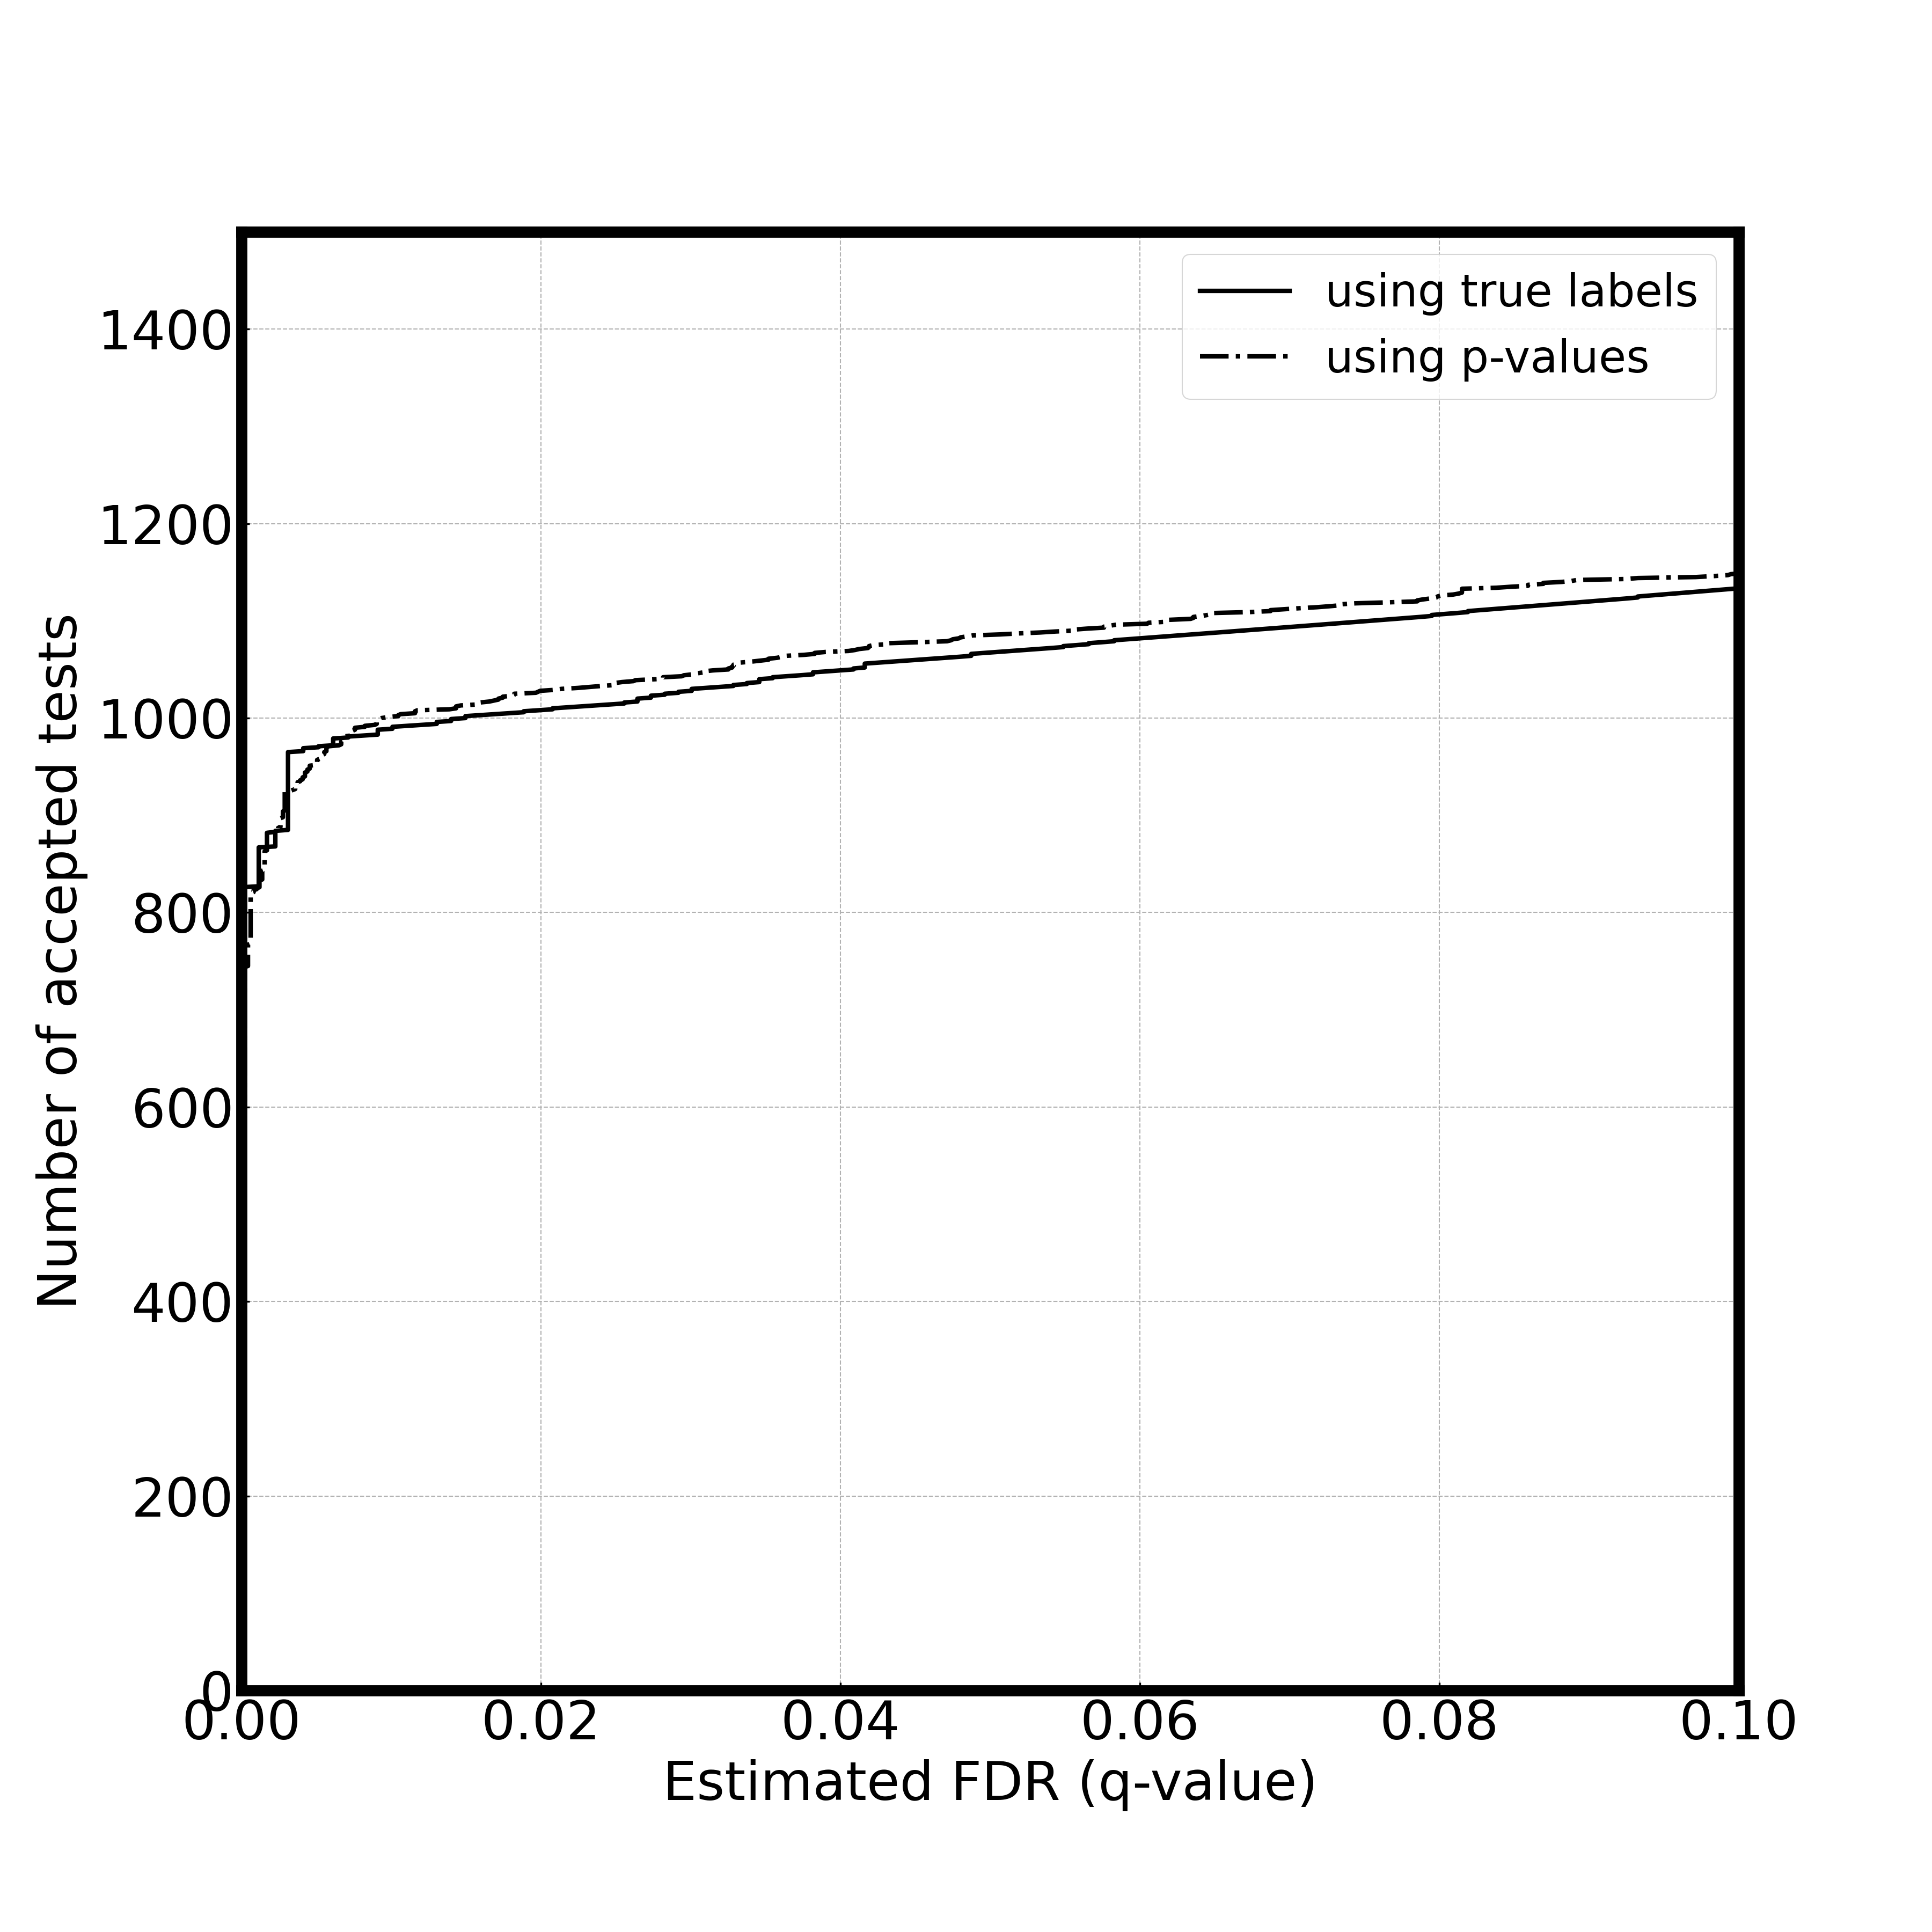 using true labels
using p-values
1400
1200
1000
800
600
400
200
0
0.00 0.02 0.04 0.06 0.08 0.10
Estimated FDR (q-value)
Number of accepted tests